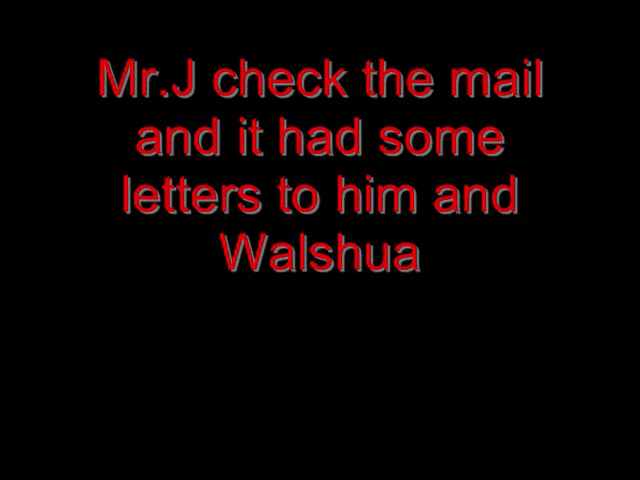 Mr.J check the mail
and it had some
letters to him and
Walshua